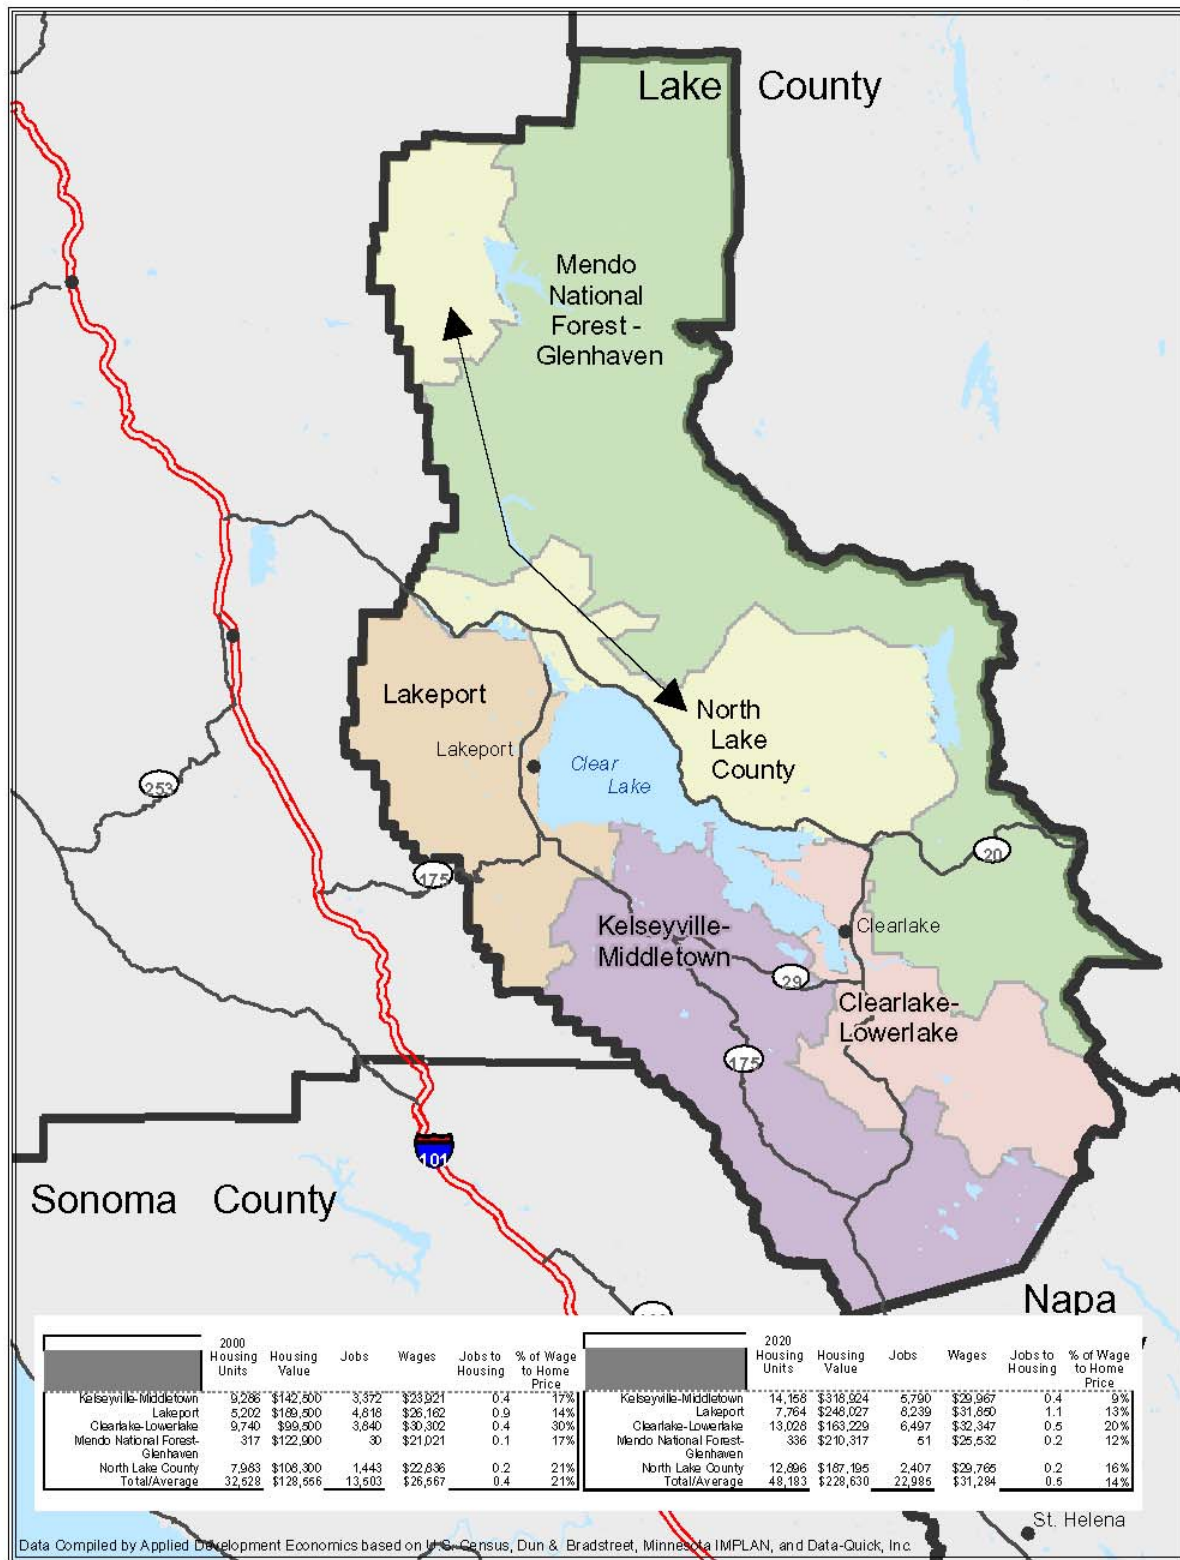 Lake County
Mendo
National
Forest -
Glenhaven
Lakeport
Lakeport
North
Lake
County
Clear
Lake
253
175
20
Kelseyville-
Middletown
Clearlake
29
Clearlake-
Lowerlake
175
101
Sonoma County
Napa
2000
Housing Units Housing Value Jobs Wages Jobs to Housing % of Wage to Home Price
Kelseyville-Middletown 9,286 $142,500 3,372 $23,921 0.4 17%
Lakeport 5,202 $189,500 4,818 $26,162 0.9 14%
Clearlake-Lowerlake 9,740 $99,500 3,840 $30,302 0.4 30%
Mendo National Forest-Glenhaven 317 $122,900 30 $21,021 0.1 17%
North Lake County 7,983 $108,300 1,443 $22,836 0.2 21%
Total/Average 32,528 $128,656 13,503 $26,567 0.4 21%
2020
Housing Units Housing Value Jobs Wages Jobs to Housing % of Wage to Home Price
Kelseyville-Middletown 14,158 $318,924 5,790 $29,967 0.4 9%
Lakeport 7,764 $248,027 8,239 $31,850 1.1 13%
Clearlake-Lowerlake 13,028 $163,229 6,497 $32,347 0.5 20%
Mendo National Forest-Glenhaven 336 $210,317 51 $25,532 0.2 12%
North Lake County 12,896 $187,195 2,407 $29,765 0.2 16%
Total/Average 48,183 $228,630 22,985 $31,284 0.5 14%
St. Helena
Data Compiled by Applied Development Economics based on U.S. Census, Dun & Bradstreet, Minnesota IMPLAN, and Data-Quick, Inc.